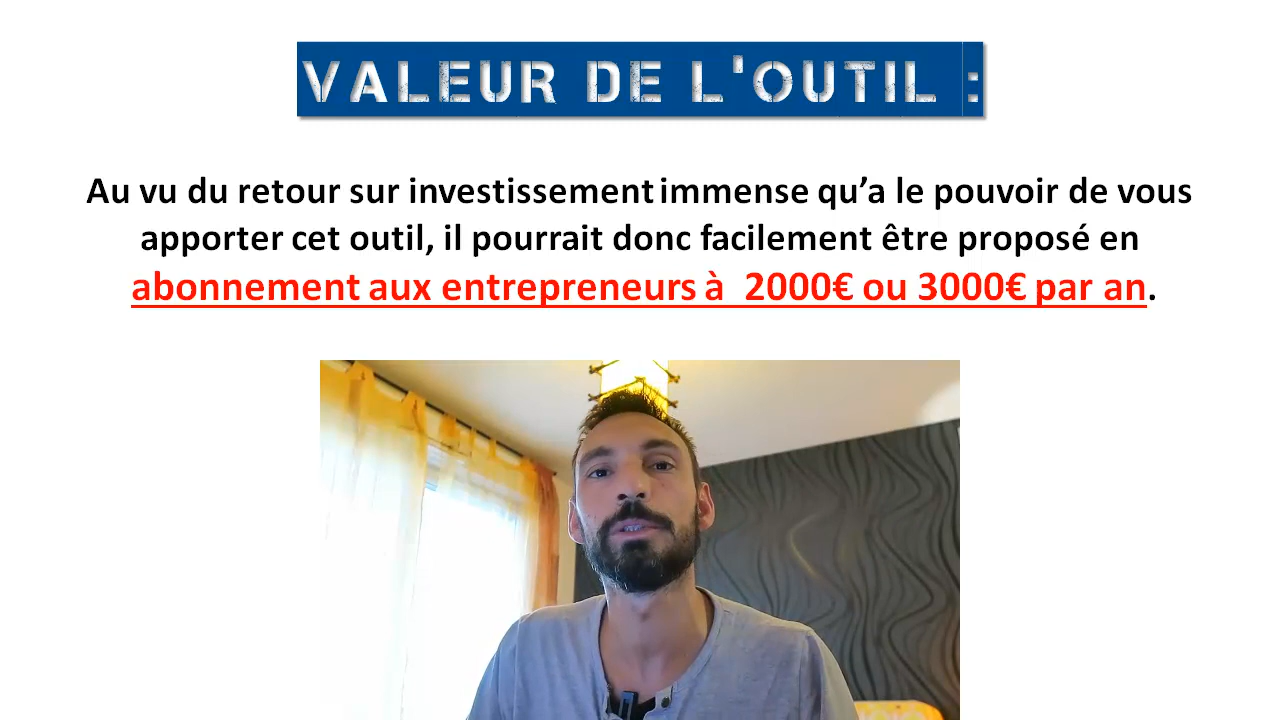 VALEUR DE L'OUTIL :
Au vu du retour sur investissement immense qu’a le pouvoir de vous
apporter cet outil, il pourrait donc facilement être proposé en
abonnement aux entrepreneurs à  2000€ ou 3000€ par an.